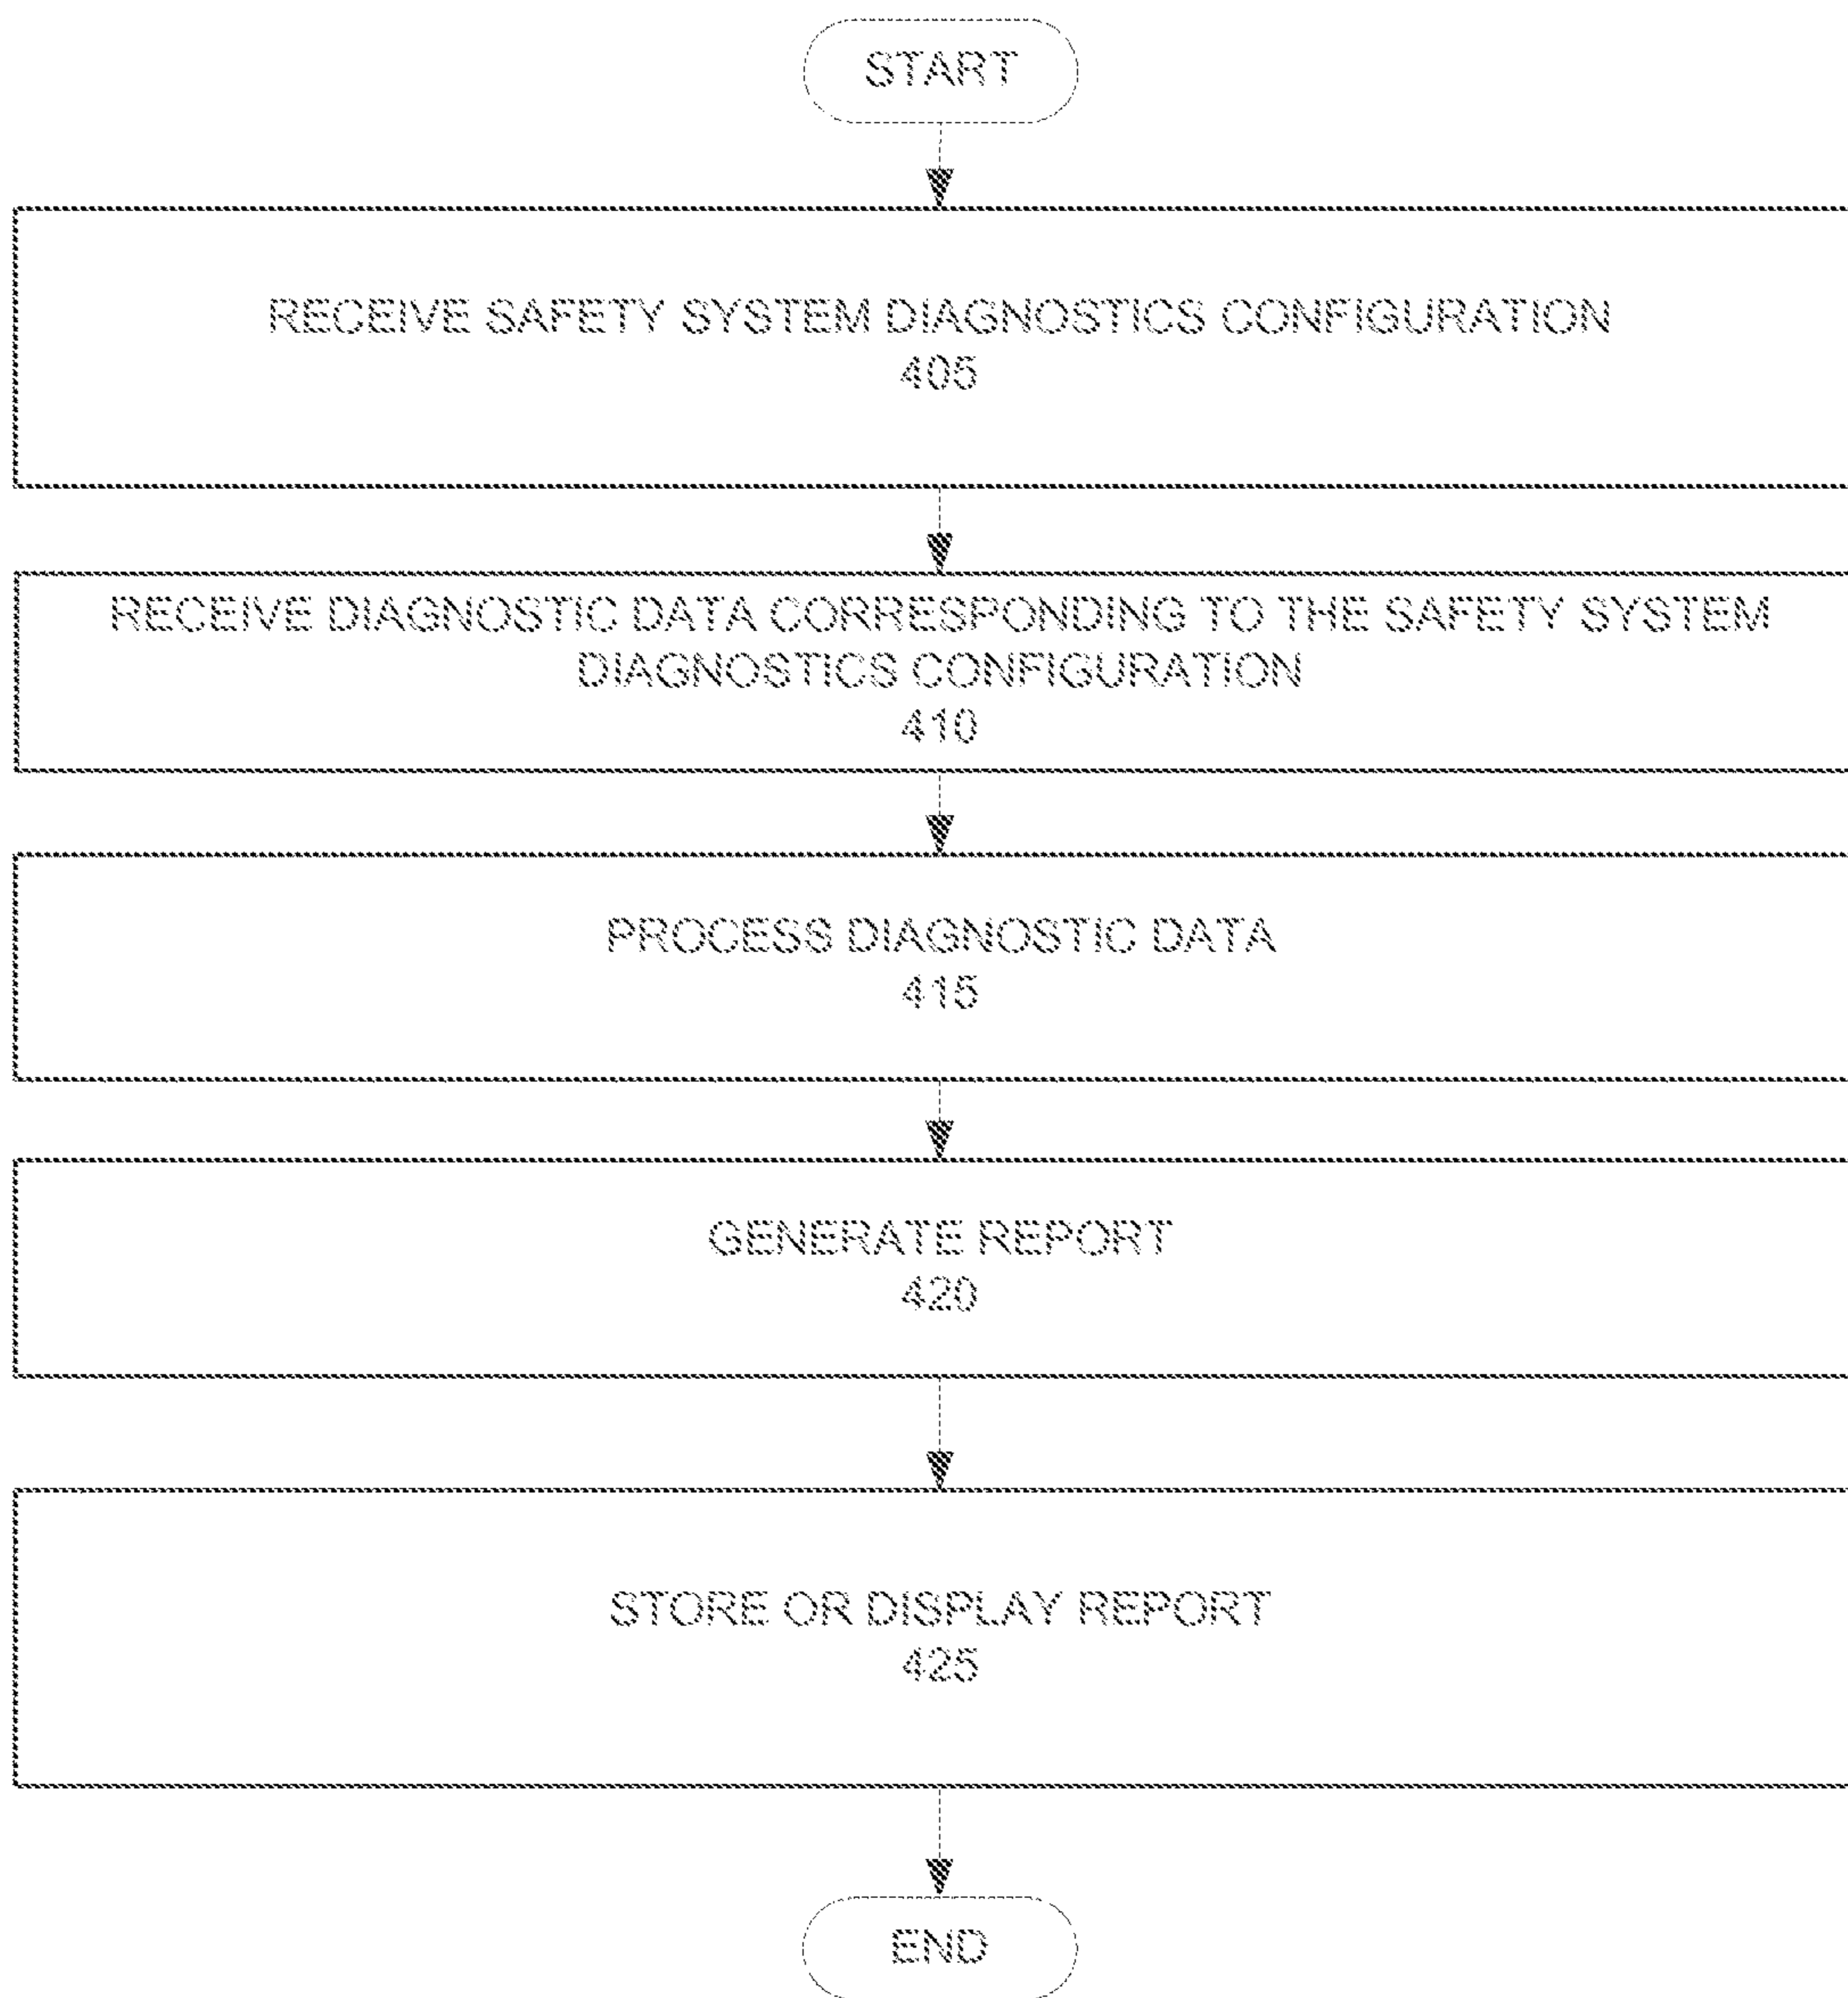 START
RECEIVE SAFETY SYSTEM DIAGNOSTICS CONFIGURATION
405
RECEIVE DIAGNOSTIC DATA CORRESPONDING TO THE SAFETY SYSTEM
DIAGNOSTICS CONFIGURATION
410
PROCESS DIAGNOSTIC DATA
415
GENERATE REPORT
420
STORE OR DISPLAY REPORT
425
END